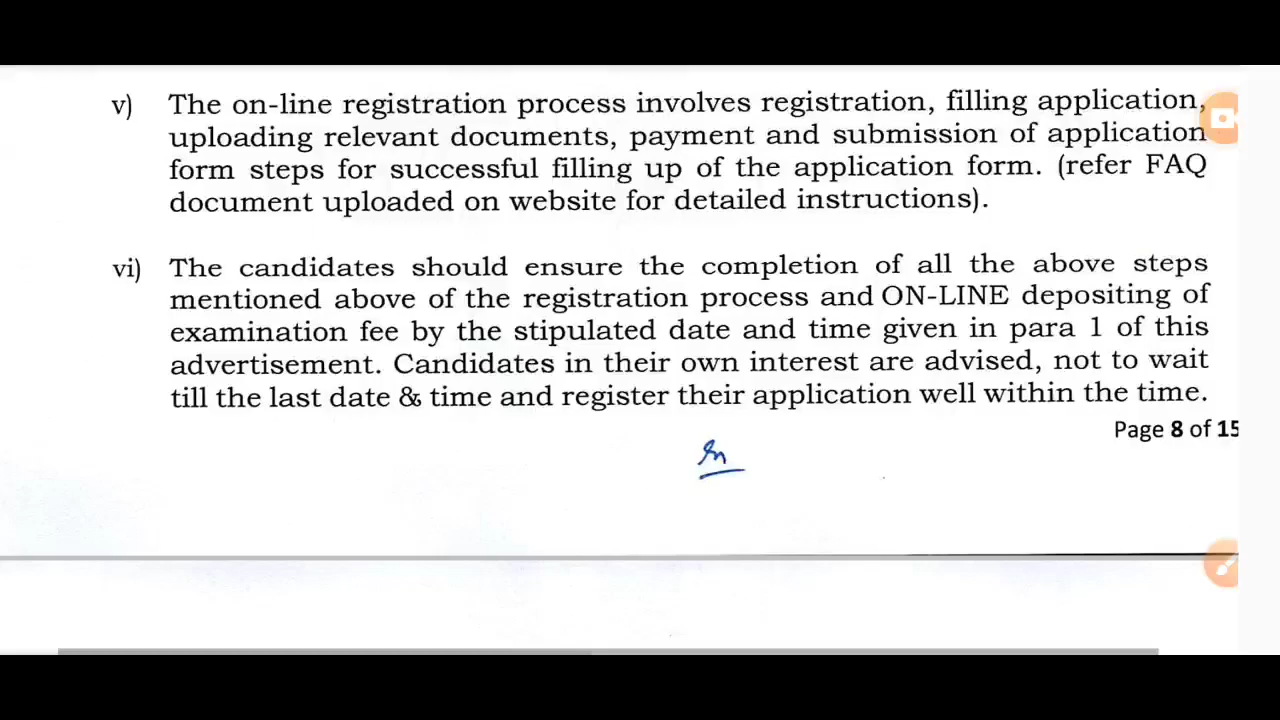 v) The on-line registration process involves registration, filling application,
uploading relevant documents, payment and submission of application
form steps for successful filling up of the application form. (refer FAQ
document uploaded on website for detailed instructions).
vi) The candidates should ensure the completion of all the above steps
mentioned above of the registration process and ON-LINE depositing of
examination fee by the stipulated date and time given in para 1 of this
advertisement. Candidates in their own interest are advised, not to wait
till the last date & time and register their application well within the time.
Page 8 of 15